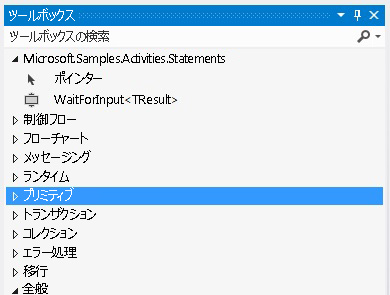 ツールボックス
ツールボックスの検索
Microsoft.Samples.Activities.Statements
ポインター
WaitForInput<TResult>
制御フロー
フローチャート
メッセージング
ランタイム
プリミティブ
トランザクション
コレクション
エラー処理
移行
全般